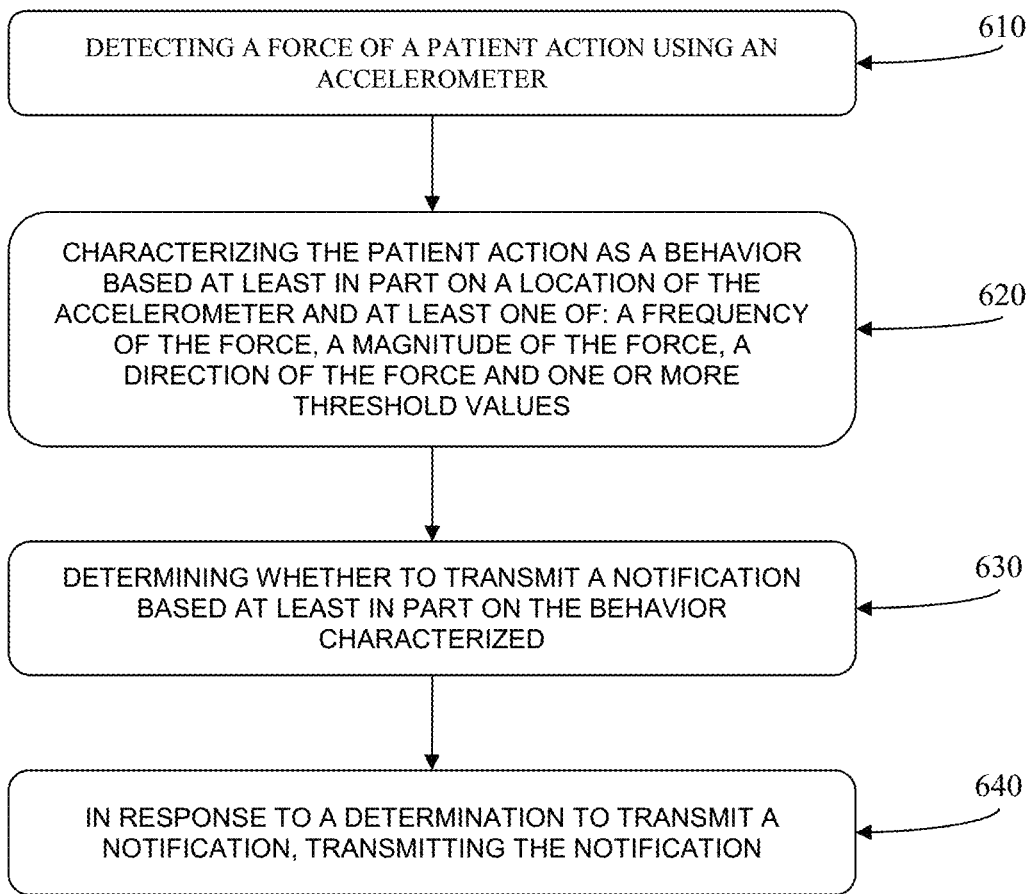 DETECTING A FORCE OF A PATIENT ACTION USING AN
ACCELEROMETER
610
CHARACTERIZING THE PATIENT ACTION AS A BEHAVIOR
BASED AT LEAST IN PART ON A LOCATION OF THE
ACCELEROMETER AND AT LEAST ONE OF: A FREQUENCY
OF THE FORCE, A MAGNITUDE OF THE FORCE, A
DIRECTION OF THE FORCE AND ONE OR MORE
THRESHOLD VALUES
620
DETERMINING WHETHER TO TRANSMIT A NOTIFICATION
BASED AT LEAST IN PART ON THE BEHAVIOR
CHARACTERIZED
630
IN RESPONSE TO A DETERMINATION TO TRANSMIT A
NOTIFICATION, TRANSMITTING THE NOTIFICATION
640